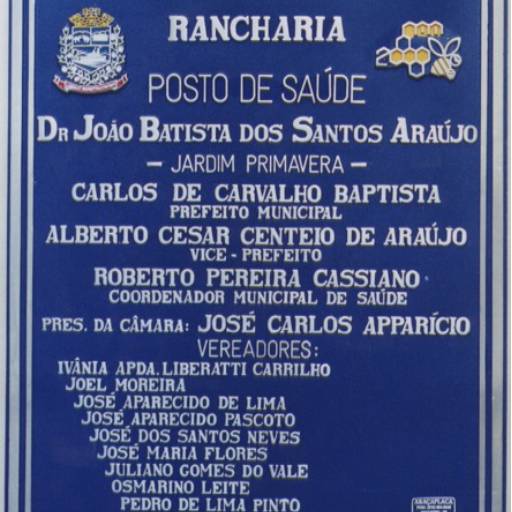 RANCHARIA
POSTO DE SAÚDE
DR JOÃO BATISTA DOS SANTOS ARAÚJO
- JARDIM PRIMAVERA -
CARLOS DE CARVALHO BAPTISTA
PREFEITO MUNICIPAL
ALBERTO CESAR CENTEIO DE ARAÚJO
VICE - PREFEITO
ROBERTO PEREIRA CASSIANO
COORDENADOR MUNICIPAL DE SAÚDE
PRES. DA CÂMARA: JOSÉ CARLOS APPARÍCIO
VEREADORES:
IVÂNIA APDA. LIBERATTI CARRILHO
JOEL MOREIRA
JOSÉ APARECIDO DE LIMA
JOSÉ APARECIDO PASCOTO
JOSÉ DOS SANTOS NEVES
JOSÉ MARIA FLORES
JULIANO GOMES DO VALE
OSMARINO LEITE
PEDRO DE LIMA PINTO